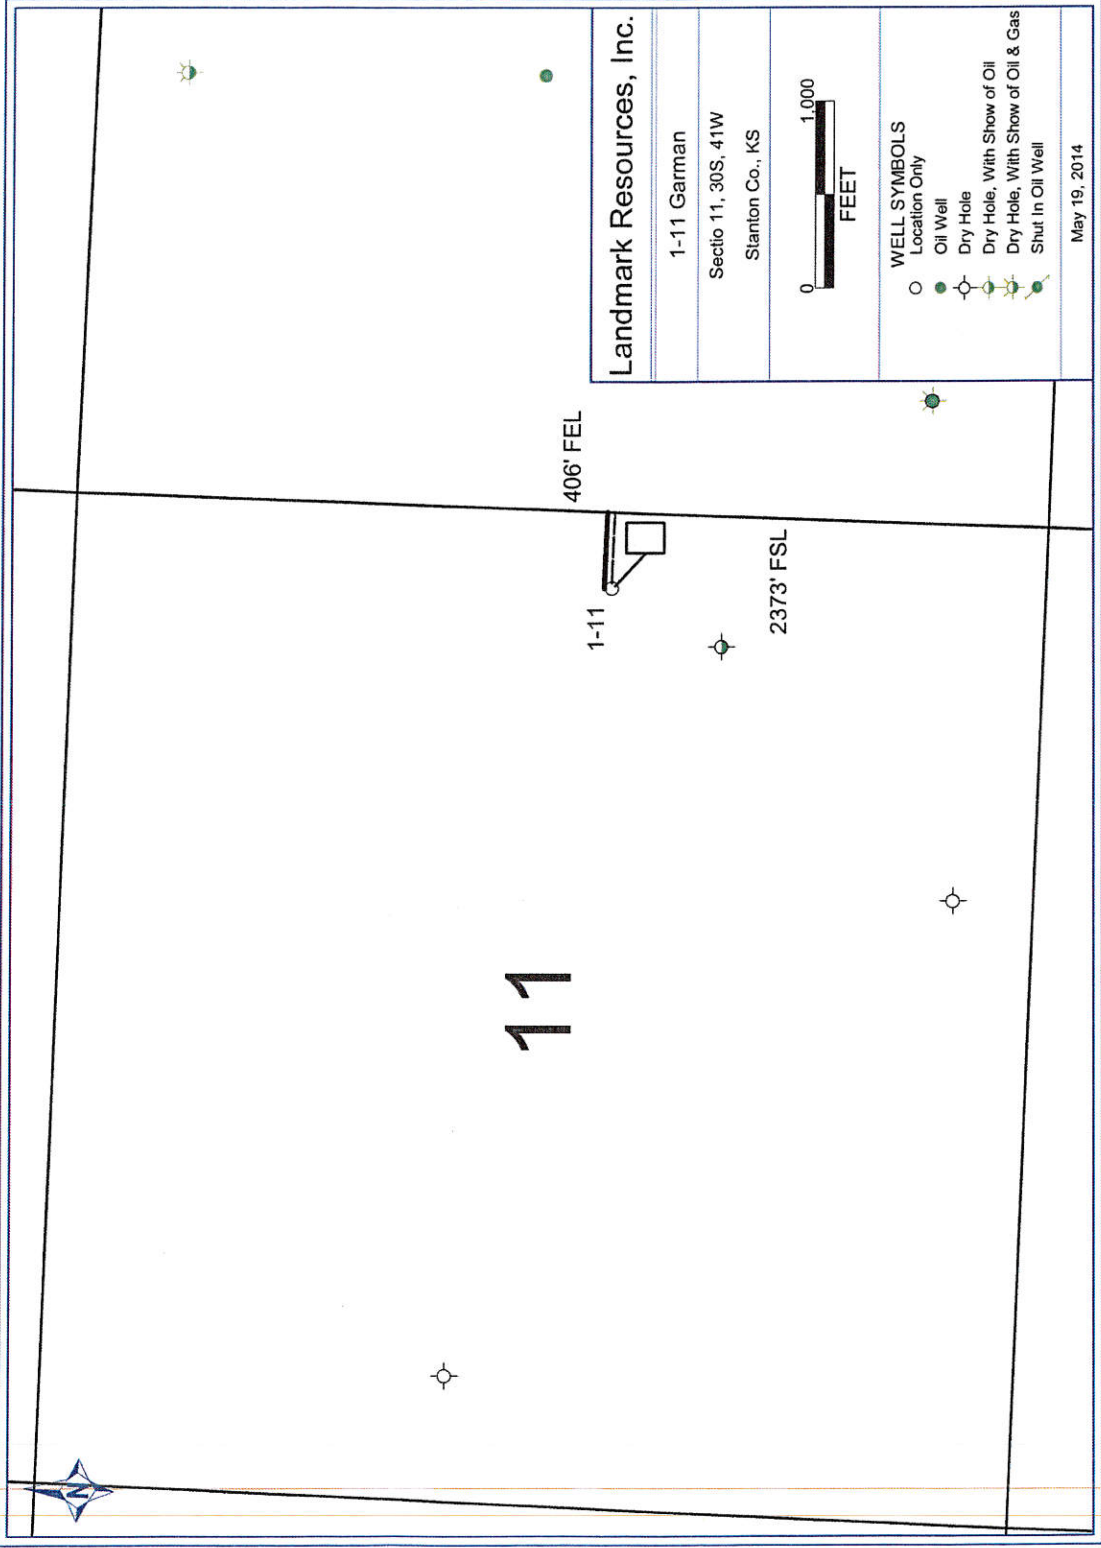 N
11
1-11
406' FEL
2373' FSL
Landmark Resources, Inc.
1-11 Garman
Sectio 11, 30S, 41W
Stanton Co., KS
0 1,000
FEET
WELL SYMBOLS
Location Only
Oil Well
Dry Hole
Dry Hole, With Show of Oil
Dry Hole, With Show of Oil & Gas
Shut In Oil Well
May 19, 2014